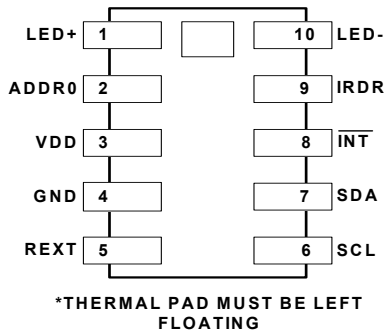 LED+ 1 10 LED-
ADDR0 2 9 IRDR
VDD 3 8 INT
GND 4 7 SDA
REXT 5 6 SCL
*THERMAL PAD MUST BE LEFT
FLOATING